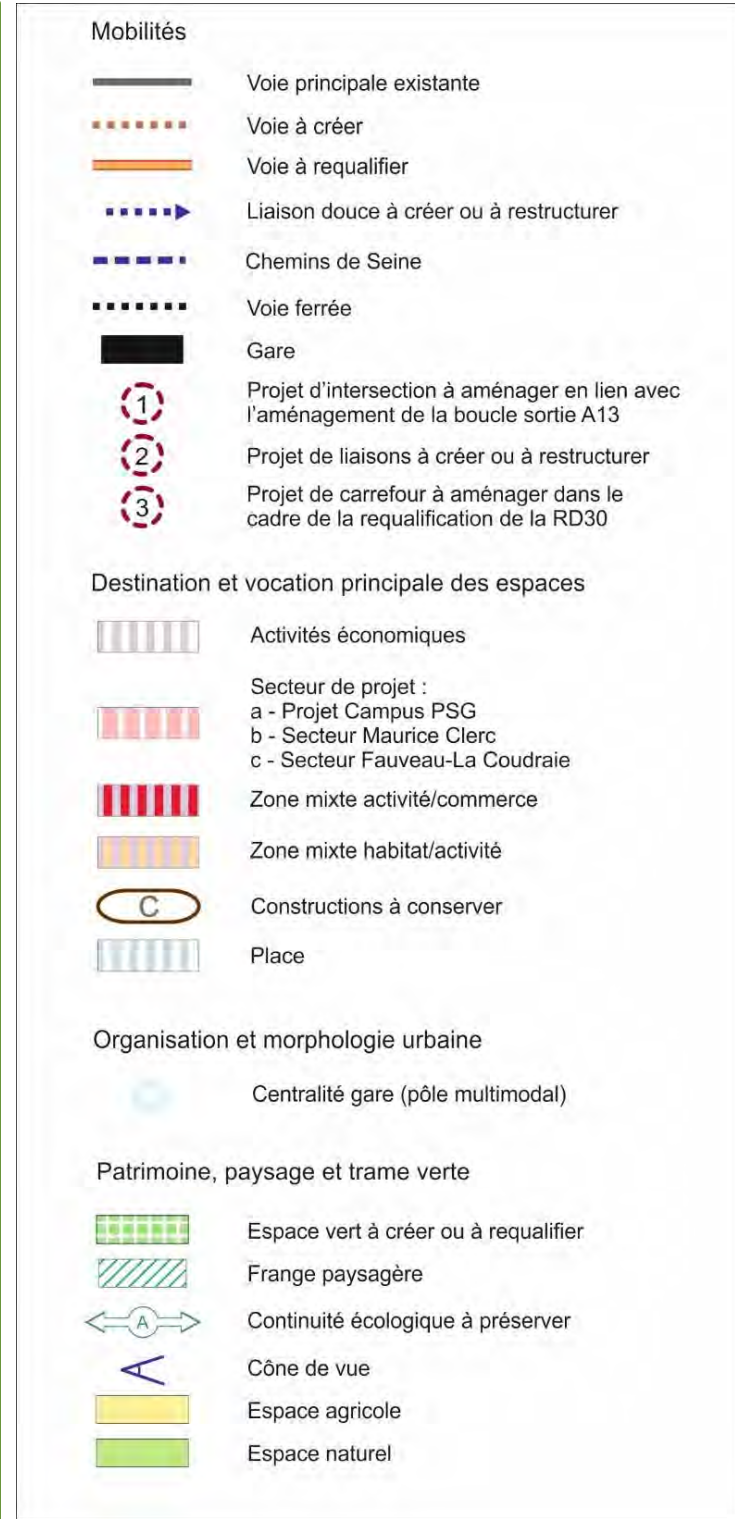 Mobilités
Voie principale existante
Voie à créer
Voie à requalifier
Liaison douce à créer ou à restructurer
Chemins de Seine
Voie ferrée
Gare
1
Projet d'intersection à aménager en lien avec
l'aménagement de la boucle sortie A13
2
Projet de liaisons à créer ou à restructurer
3
Projet de carrefour à aménager dans le
cadre de la requalification de la RD30
Destination et vocation principale des espaces
Activités économiques
Secteur de projet :
a - Projet Campus PSG
b - Secteur Maurice Clerc
c - Secteur Fauveau-La Coudraie
Zone mixte activité/commerce
Zone mixte habitat/activité
C
Constructions à conserver
Place
Organisation et morphologie urbaine
Centralité gare (pôle multimodal)
Patrimoine, paysage et trame verte
Espace vert à créer ou à requalifier
Frange paysagère
A
Continuité écologique à préserver
Cône de vue
Espace agricole
Espace naturel